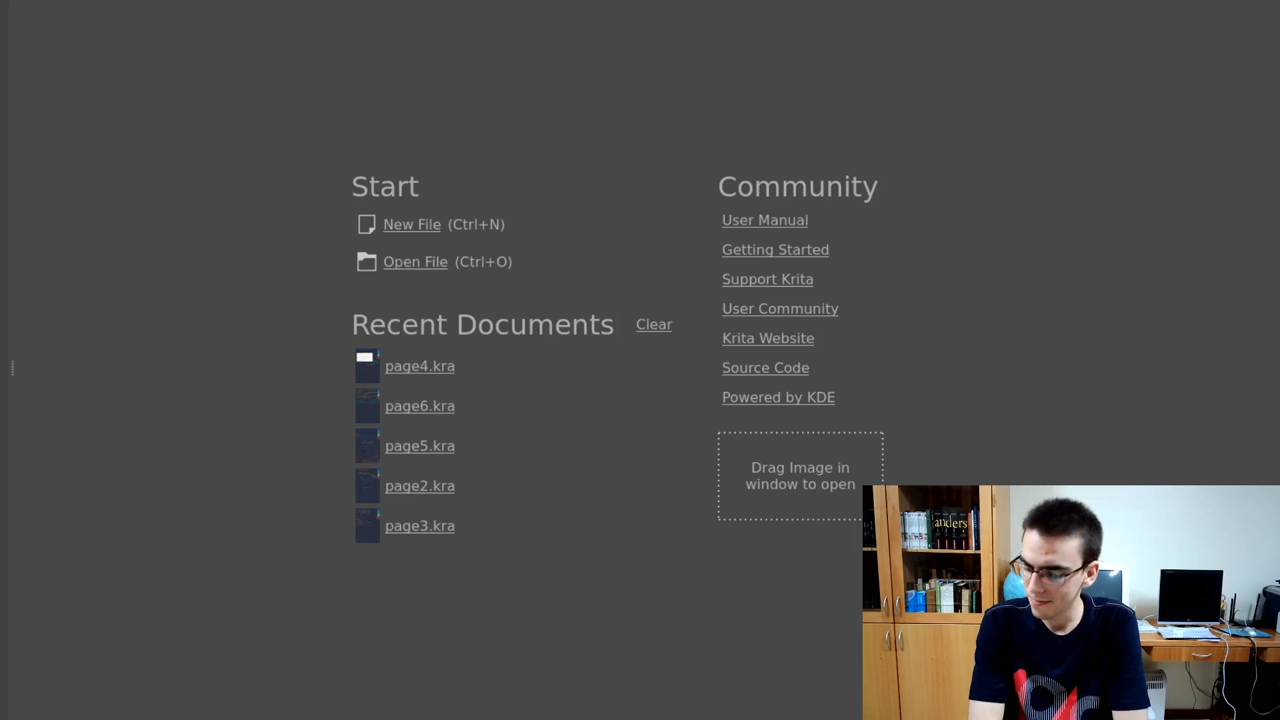 Start
New File (Ctrl+N)
Open File (Ctrl+O)
Recent Documents Clear
page4.kra
page6.kra
page5.kra
page2.kra
page3.kra
Community
User Manual
Getting Started
Support Krita
User Community
Krita Website
Source Code
Powered by KDE
Drag Image in
window to open
anders